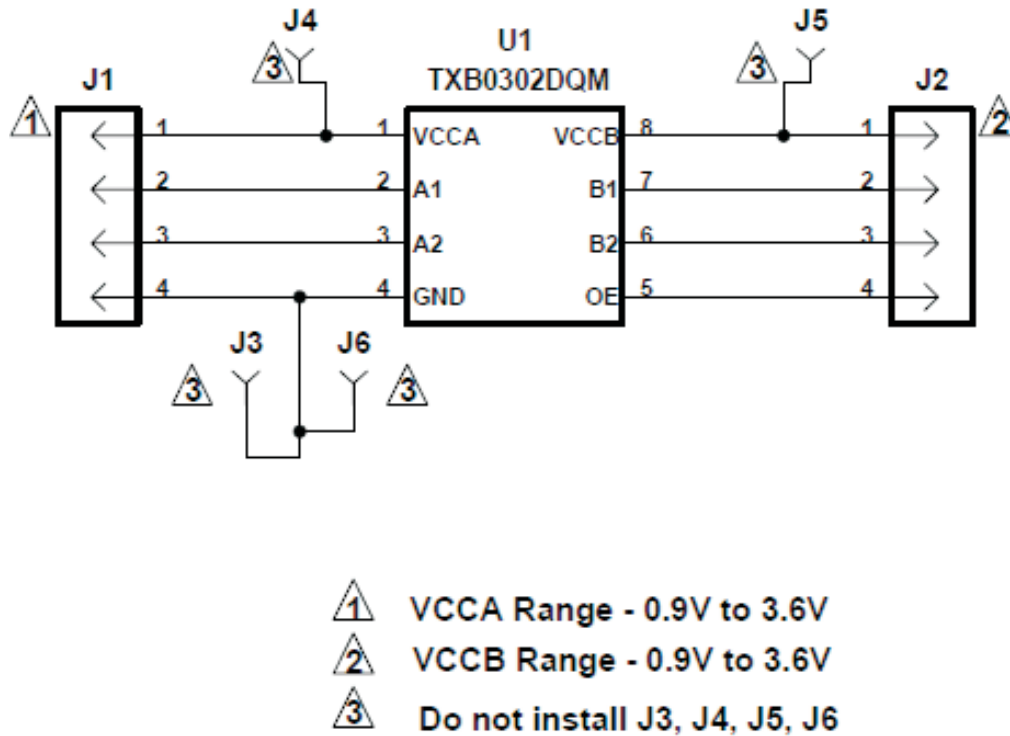 J4
J5
U1
3
3
TXB0302DQM
J1
J2
1
2
1
1
VCCA
VCCB
8
1
2
2
A1
B1
7
2
3
3
A2
B2
6
3
4
4
GND
OE
5
4
J3
J6
3
3
1 VCCA Range - 0.9V to 3.6V
2 VCCB Range - 0.9V to 3.6V
3 Do not install J3, J4, J5, J6